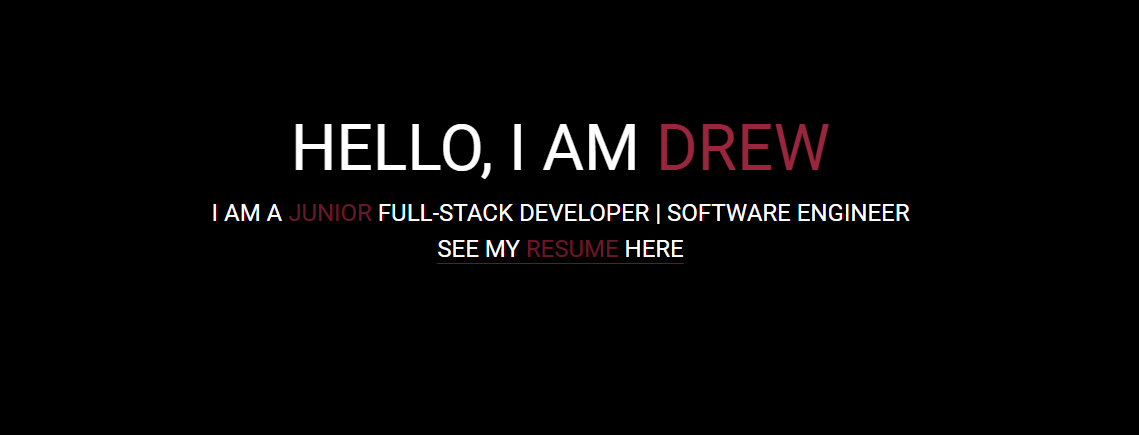 HELLO, I AM DREW
I AM A JUNIOR FULL-STACK DEVELOPER | SOFTWARE ENGINEER
SEE MY RESUME HERE